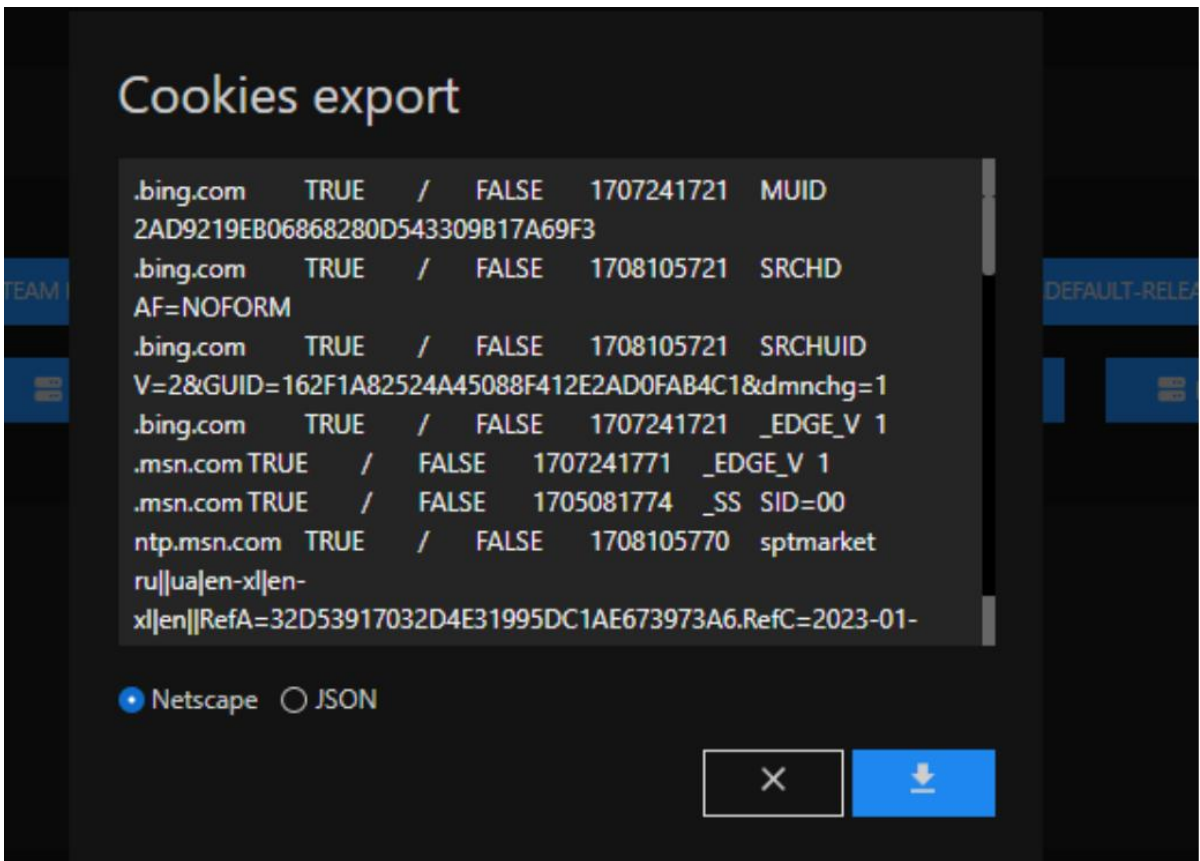 Cookies export
.bing.com TRUE / FALSE 1707241721 MUID
2AD9219EB06868280D543309B17A69F3
.bing.com TRUE / FALSE 1708105721 SRCHD
AF=NOFORM
.bing.com TRUE / FALSE 1708105721 SRCHUID
V=2&GUID=162F1A82524A45088F412E2AD0FAB4C1&dmnchg=1
.bing.com TRUE / FALSE 1707241721 _EDGE_V 1
.msn.com TRUE / FALSE 1707241771 _EDGE_V 1
.msn.com TRUE / FALSE 1705081774 _SS SID=00
ntp.msn.com TRUE / FALSE 1708105770 sptmarket
ru||ua|en-xl||en-
xl|en||RefA=32D53917032D4E31995DC1AE673973A6.RefC=2023-01-
TEAM
DEFAULT-RELEA
Netscape JSON